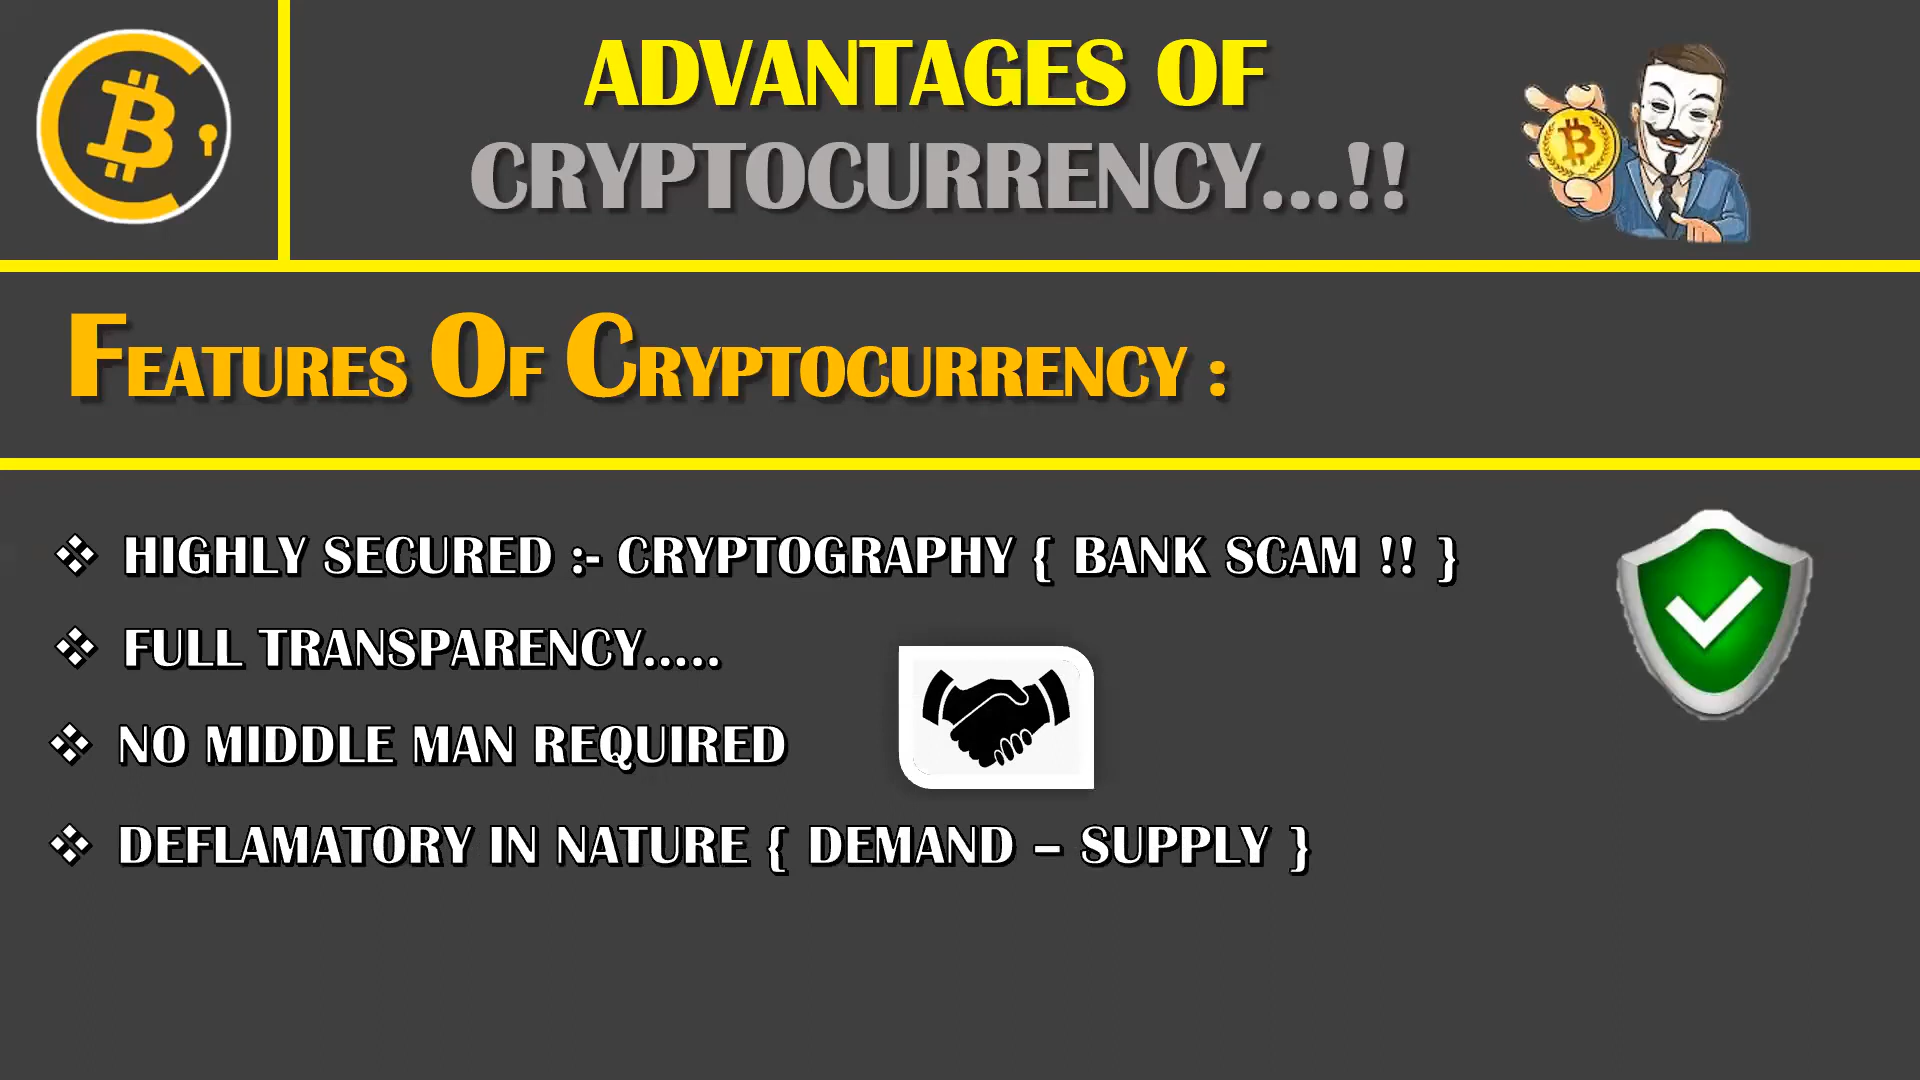 ADVANTAGES OF
CRYPTOCURRENCY...!!
FEATURES OF CRYPTOCURRENCY :
❖ HIGHLY SECURED :- CRYPTOGRAPHY { BANK SCAM !! }
❖ FULL TRANSPARENCY.....
❖ NO MIDDLE MAN REQUIRED
❖ DEFLAMATORY IN NATURE { DEMAND – SUPPLY }